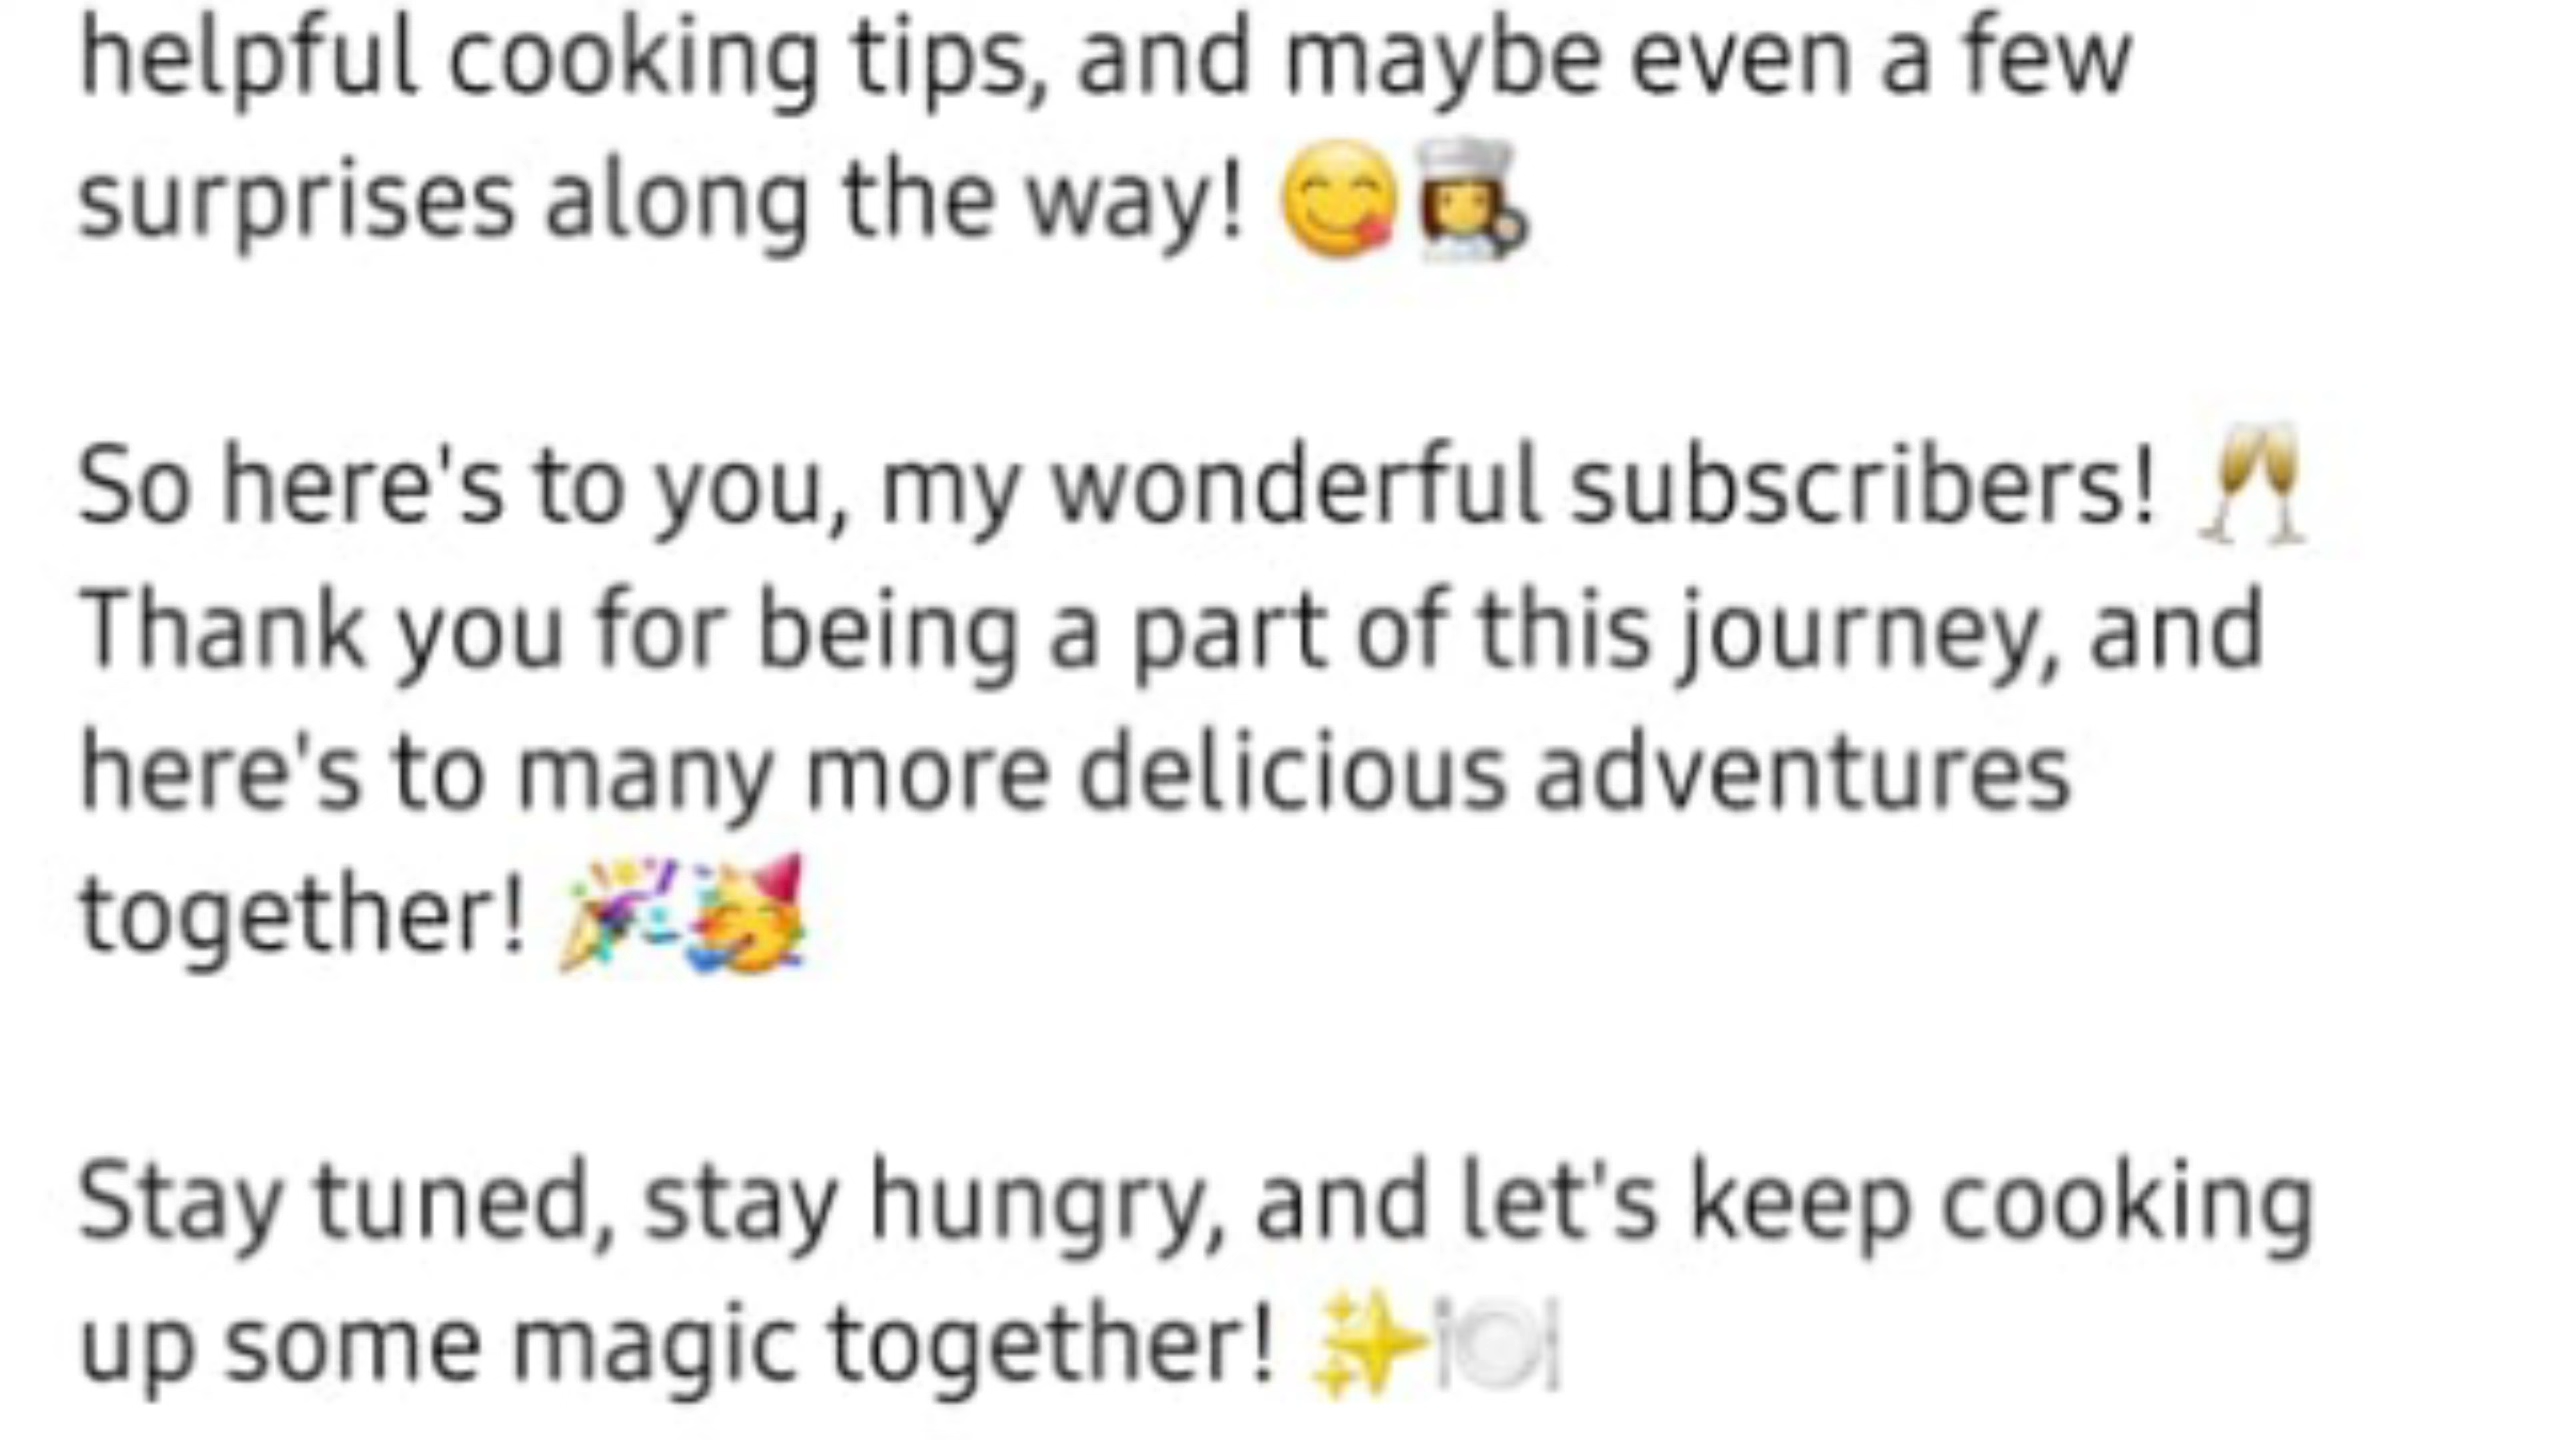 helpful cooking tips, and maybe even a few
surprises along the way! 😋👩‍🍳
So here's to you, my wonderful subscribers! 🥂
Thank you for being a part of this journey, and
here's to many more delicious adventures
together! 🎉🥳
Stay tuned, stay hungry, and let's keep cooking
up some magic together! ✨🍽️